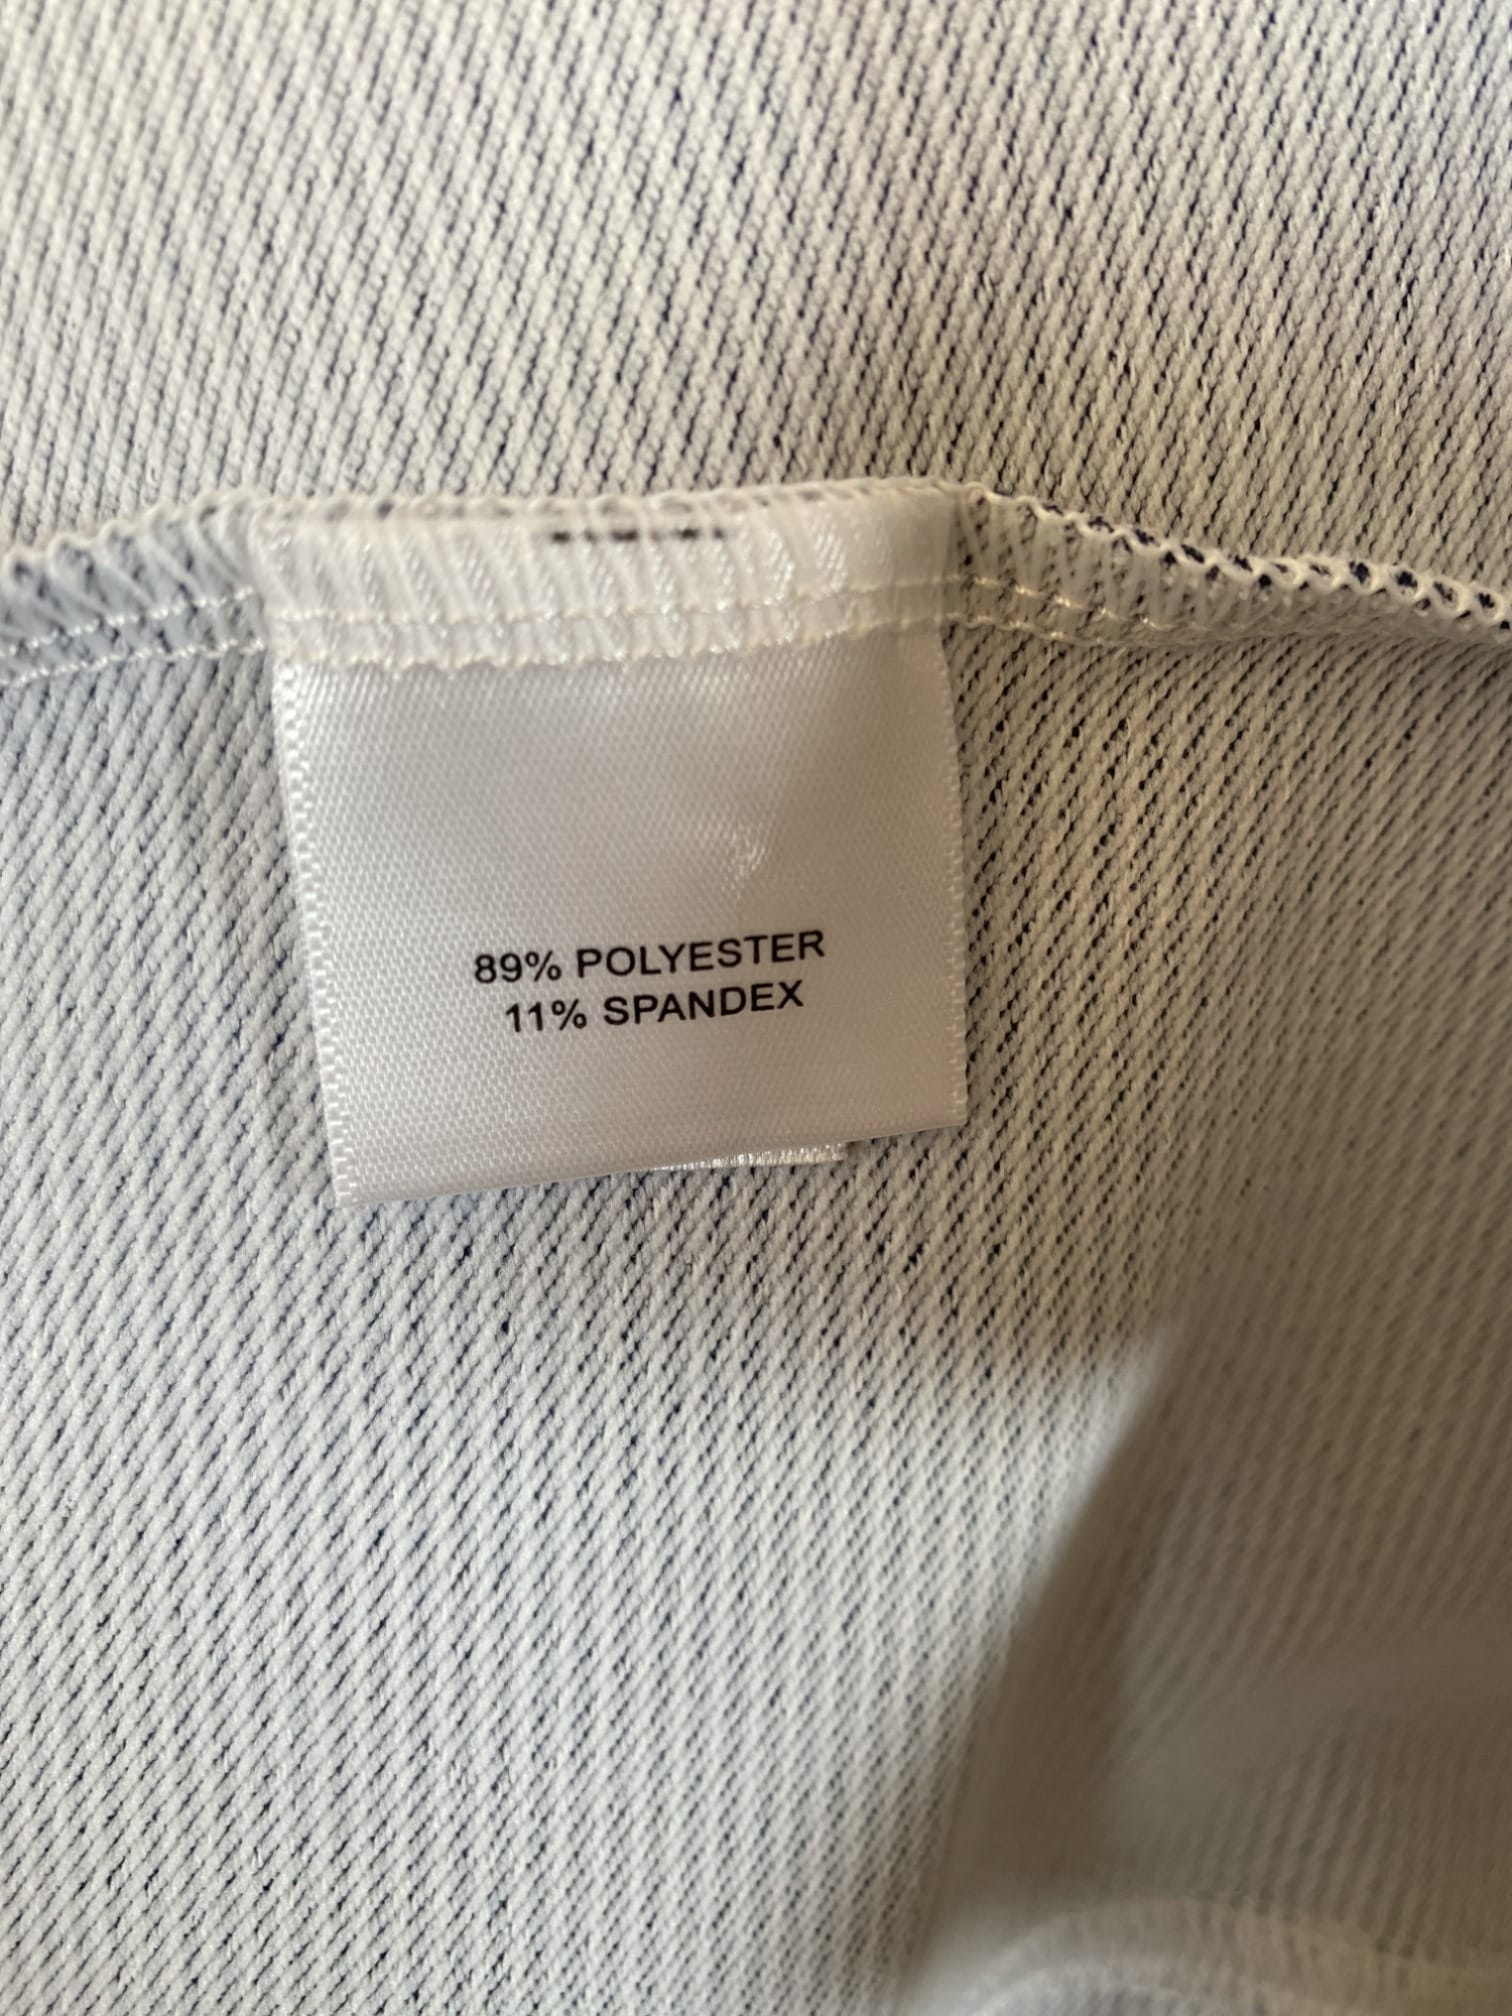 89% POLYESTER
11% SPANDEX